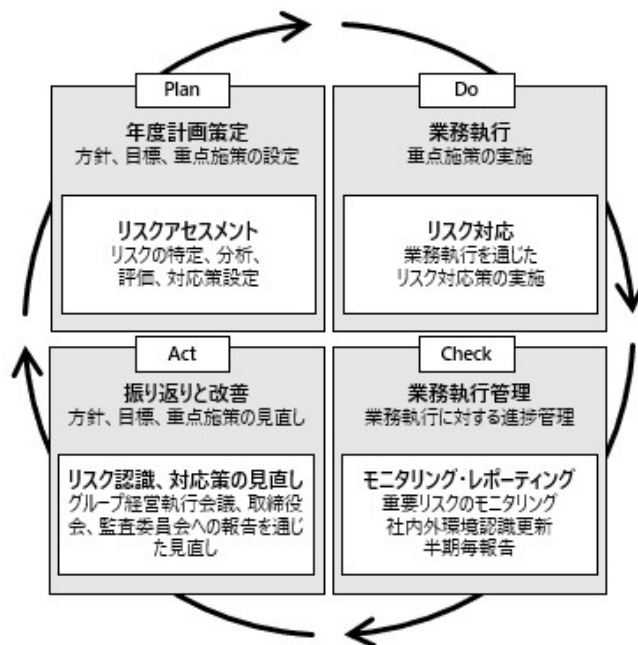 Plan
年度計画策定
方針、目標、重点施策の設定
リスクアセスメント
リスクの特定、分析、
評価、対応策設定
Do
業務執行
重点施策の実施
リスク対応
業務執行を通じた
リスク対応策の実施
Act
振り返りと改善
方針、目標、重点施策の見直し
リスク認識、対応策の見直し
グループ経営執行会議、取締役
会、監査委員会への報告を通じ
た見直し
Check
業務執行管理
業務執行に対する進捗管理
モニタリング・レポーティング
重要リスクのモニタリング
社内外環境認識更新
半期毎報告